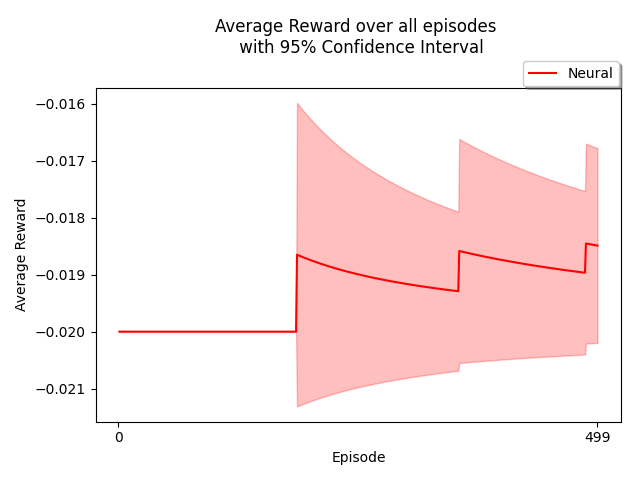 Average Reward over all episodes
with 95% Confidence Interval
Neural
−0.016
−0.017
−0.018
−0.019
−0.020
−0.021
Average Reward
0
499
Episode